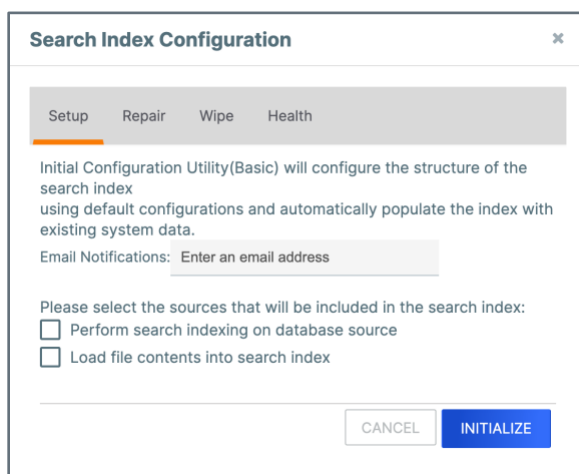 Search Index Configuration
Setup Repair Wipe Health
Initial Configuration Utility(Basic) will configure the structure of the
search index
using default configurations and automatically populate the index with
existing system data.
Email Notifications: Enter an email address
Please select the sources that will be included in the search index:
Perform search indexing on database source
Load file contents into search index
CANCEL INITIALIZE